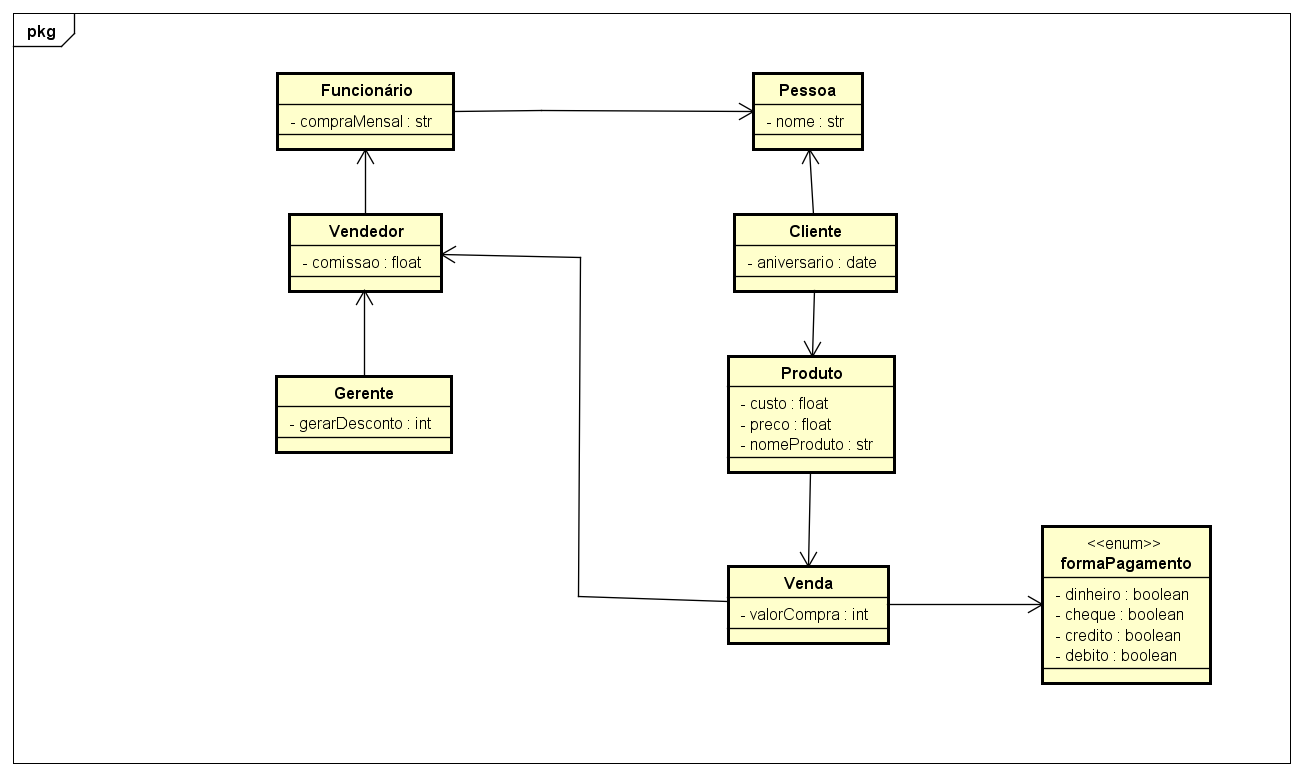 pkg
Funcionário
- compraMensal : str
Pessoa
- nome : str
Vendedor
- comissao : float
Cliente
- aniversario : date
Gerente
- gerarDesconto : int
Produto
- custo : float
- preco : float
- nomeProduto : str
Venda
- valorCompra : int
<<enum>>
formaPagamento
- dinheiro : boolean
- cheque : boolean
- credito : boolean
- debito : boolean